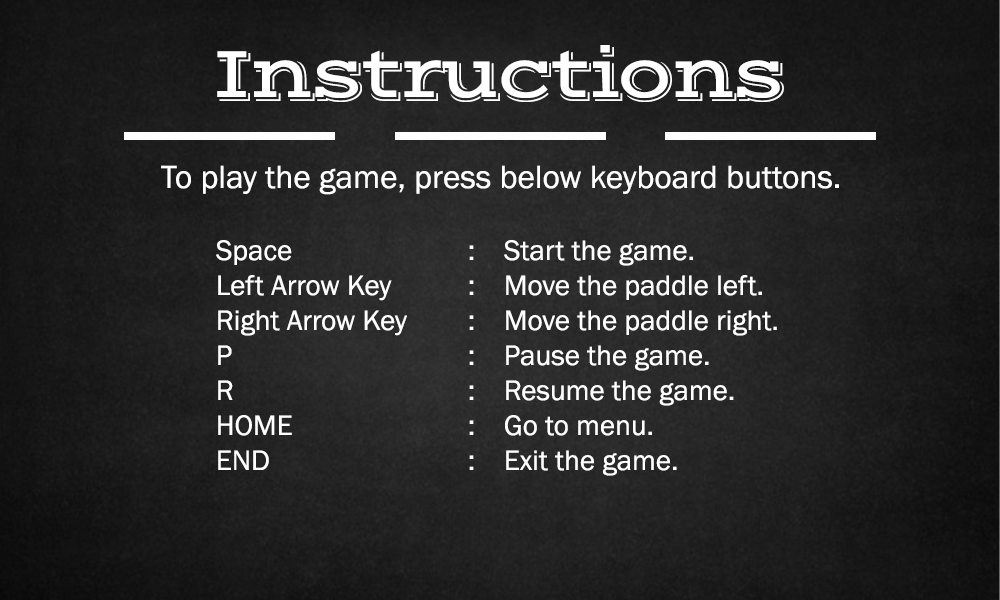 Instructions
To play the game, press below keyboard buttons.
Space : Start the game.
Left Arrow Key : Move the paddle left.
Right Arrow Key : Move the paddle right.
P : Pause the game.
R : Resume the game.
HOME : Go to menu.
END : Exit the game.